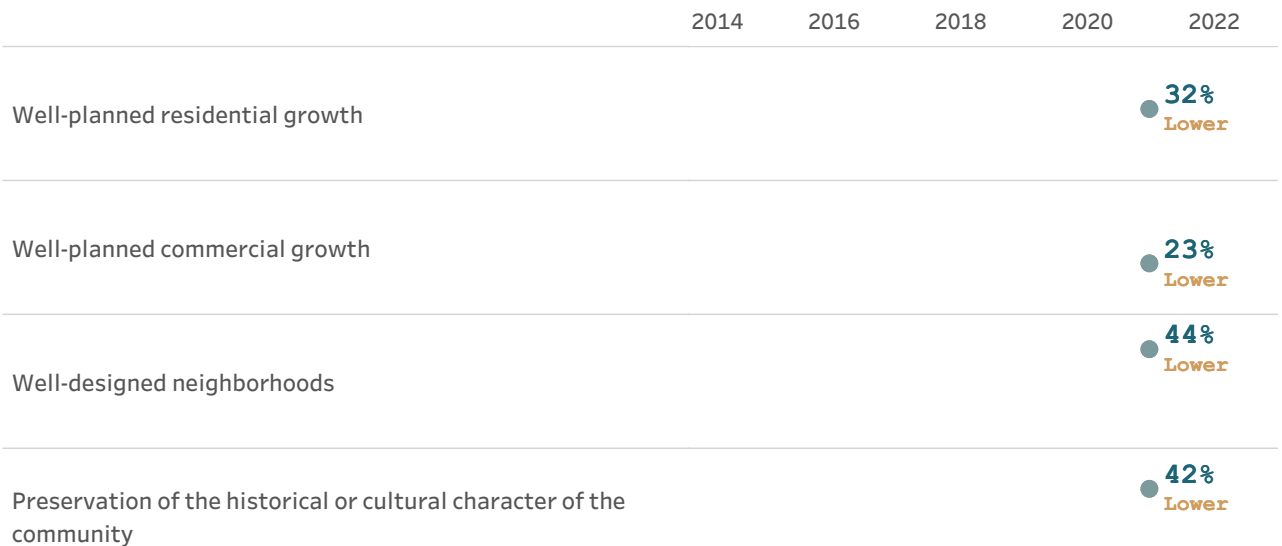 2014 2016 2018 2020 2022
32%
Well-planned residential growth
Lower
Well-planned commercial growth
23%
Lower
44%
Lower
Well-designed neighborhoods
42%
Preservation of the historical or cultural character of the
Lower
community